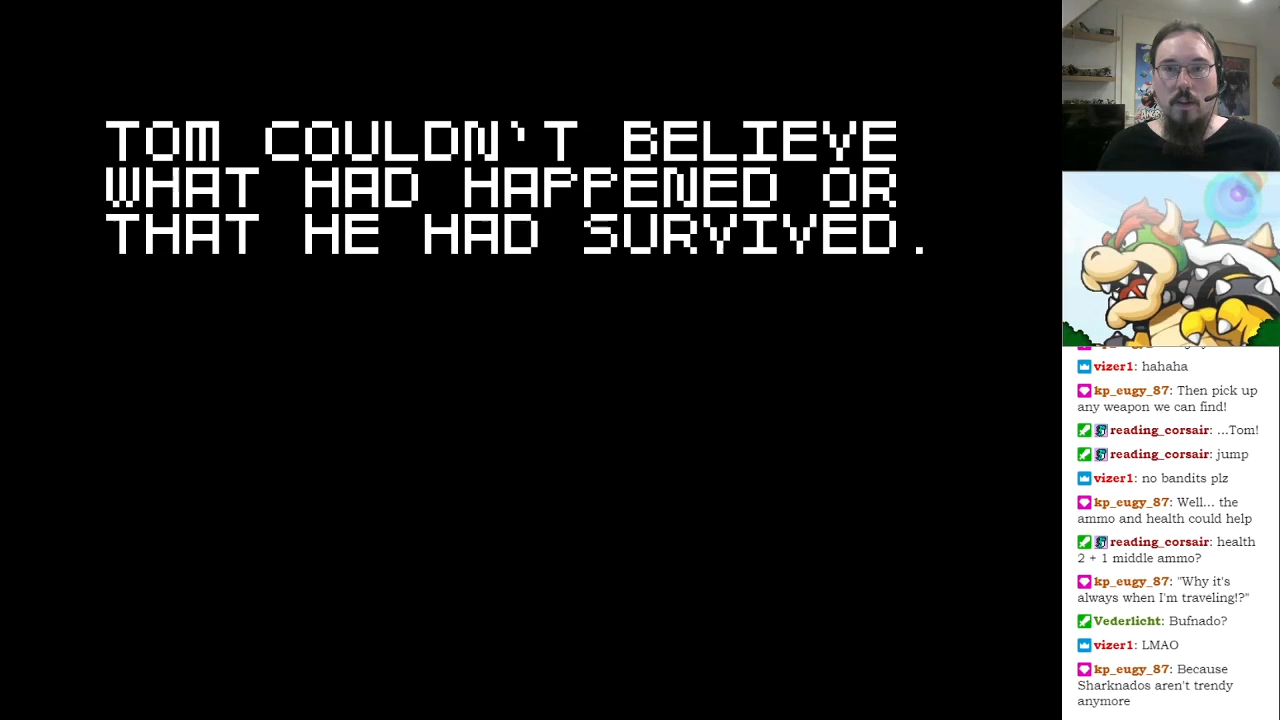 TOM COULDN'T BELIEVE
WHAT HAD HAPPENED OR
THAT HE HAD SURVIVED.
vizer1: hahaha
kp_eugy_87: Then pick up
any weapon we can find!
reading_corsair: ...Tom!
reading_corsair: jump
vizer1: no bandits plz
kp_eugy_87: Well... the
ammo and health could help
reading_corsair: health
2 + 1 middle ammo?
kp_eugy_87: "Why it's
always when I'm traveling!?"
Vederlicht: Bufnado?
vizer1: LMAO
kp_eugy_87: Because
Sharknados aren't trendy
anymore